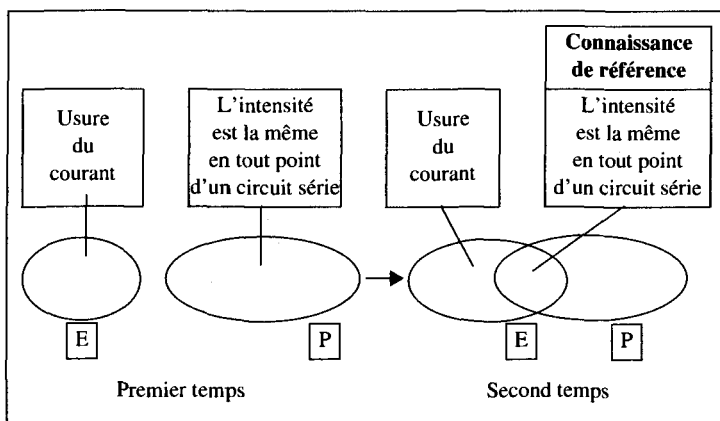 Connaissance
de référence
Usure
du
courant
L'intensité
est la même
en tout point
d'un circuit série
Usure
du
courant
L'intensité
est la même
en tout point
d'un circuit série
E
P
E
P
Premier temps
Second temps